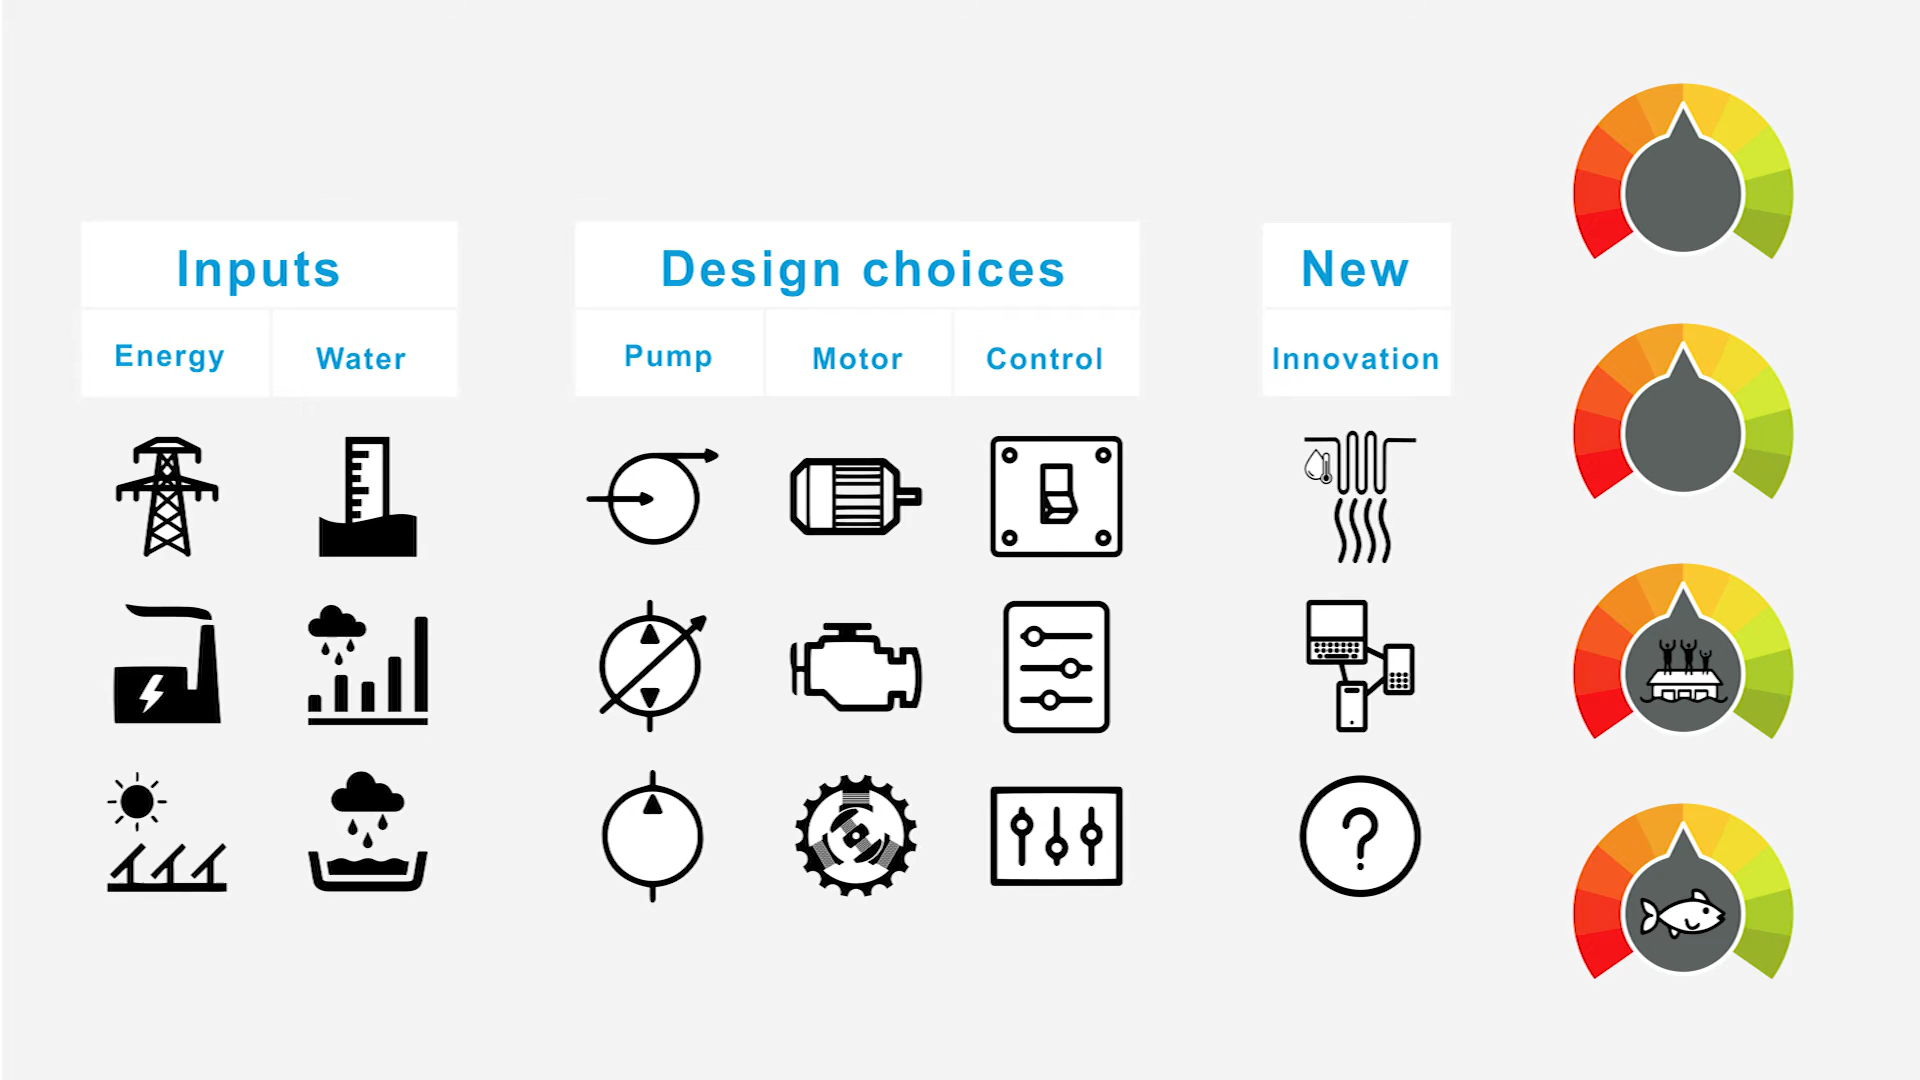 Inputs
Design choices
New
Energy
Water
Pump
Motor
Control
Innovation
?